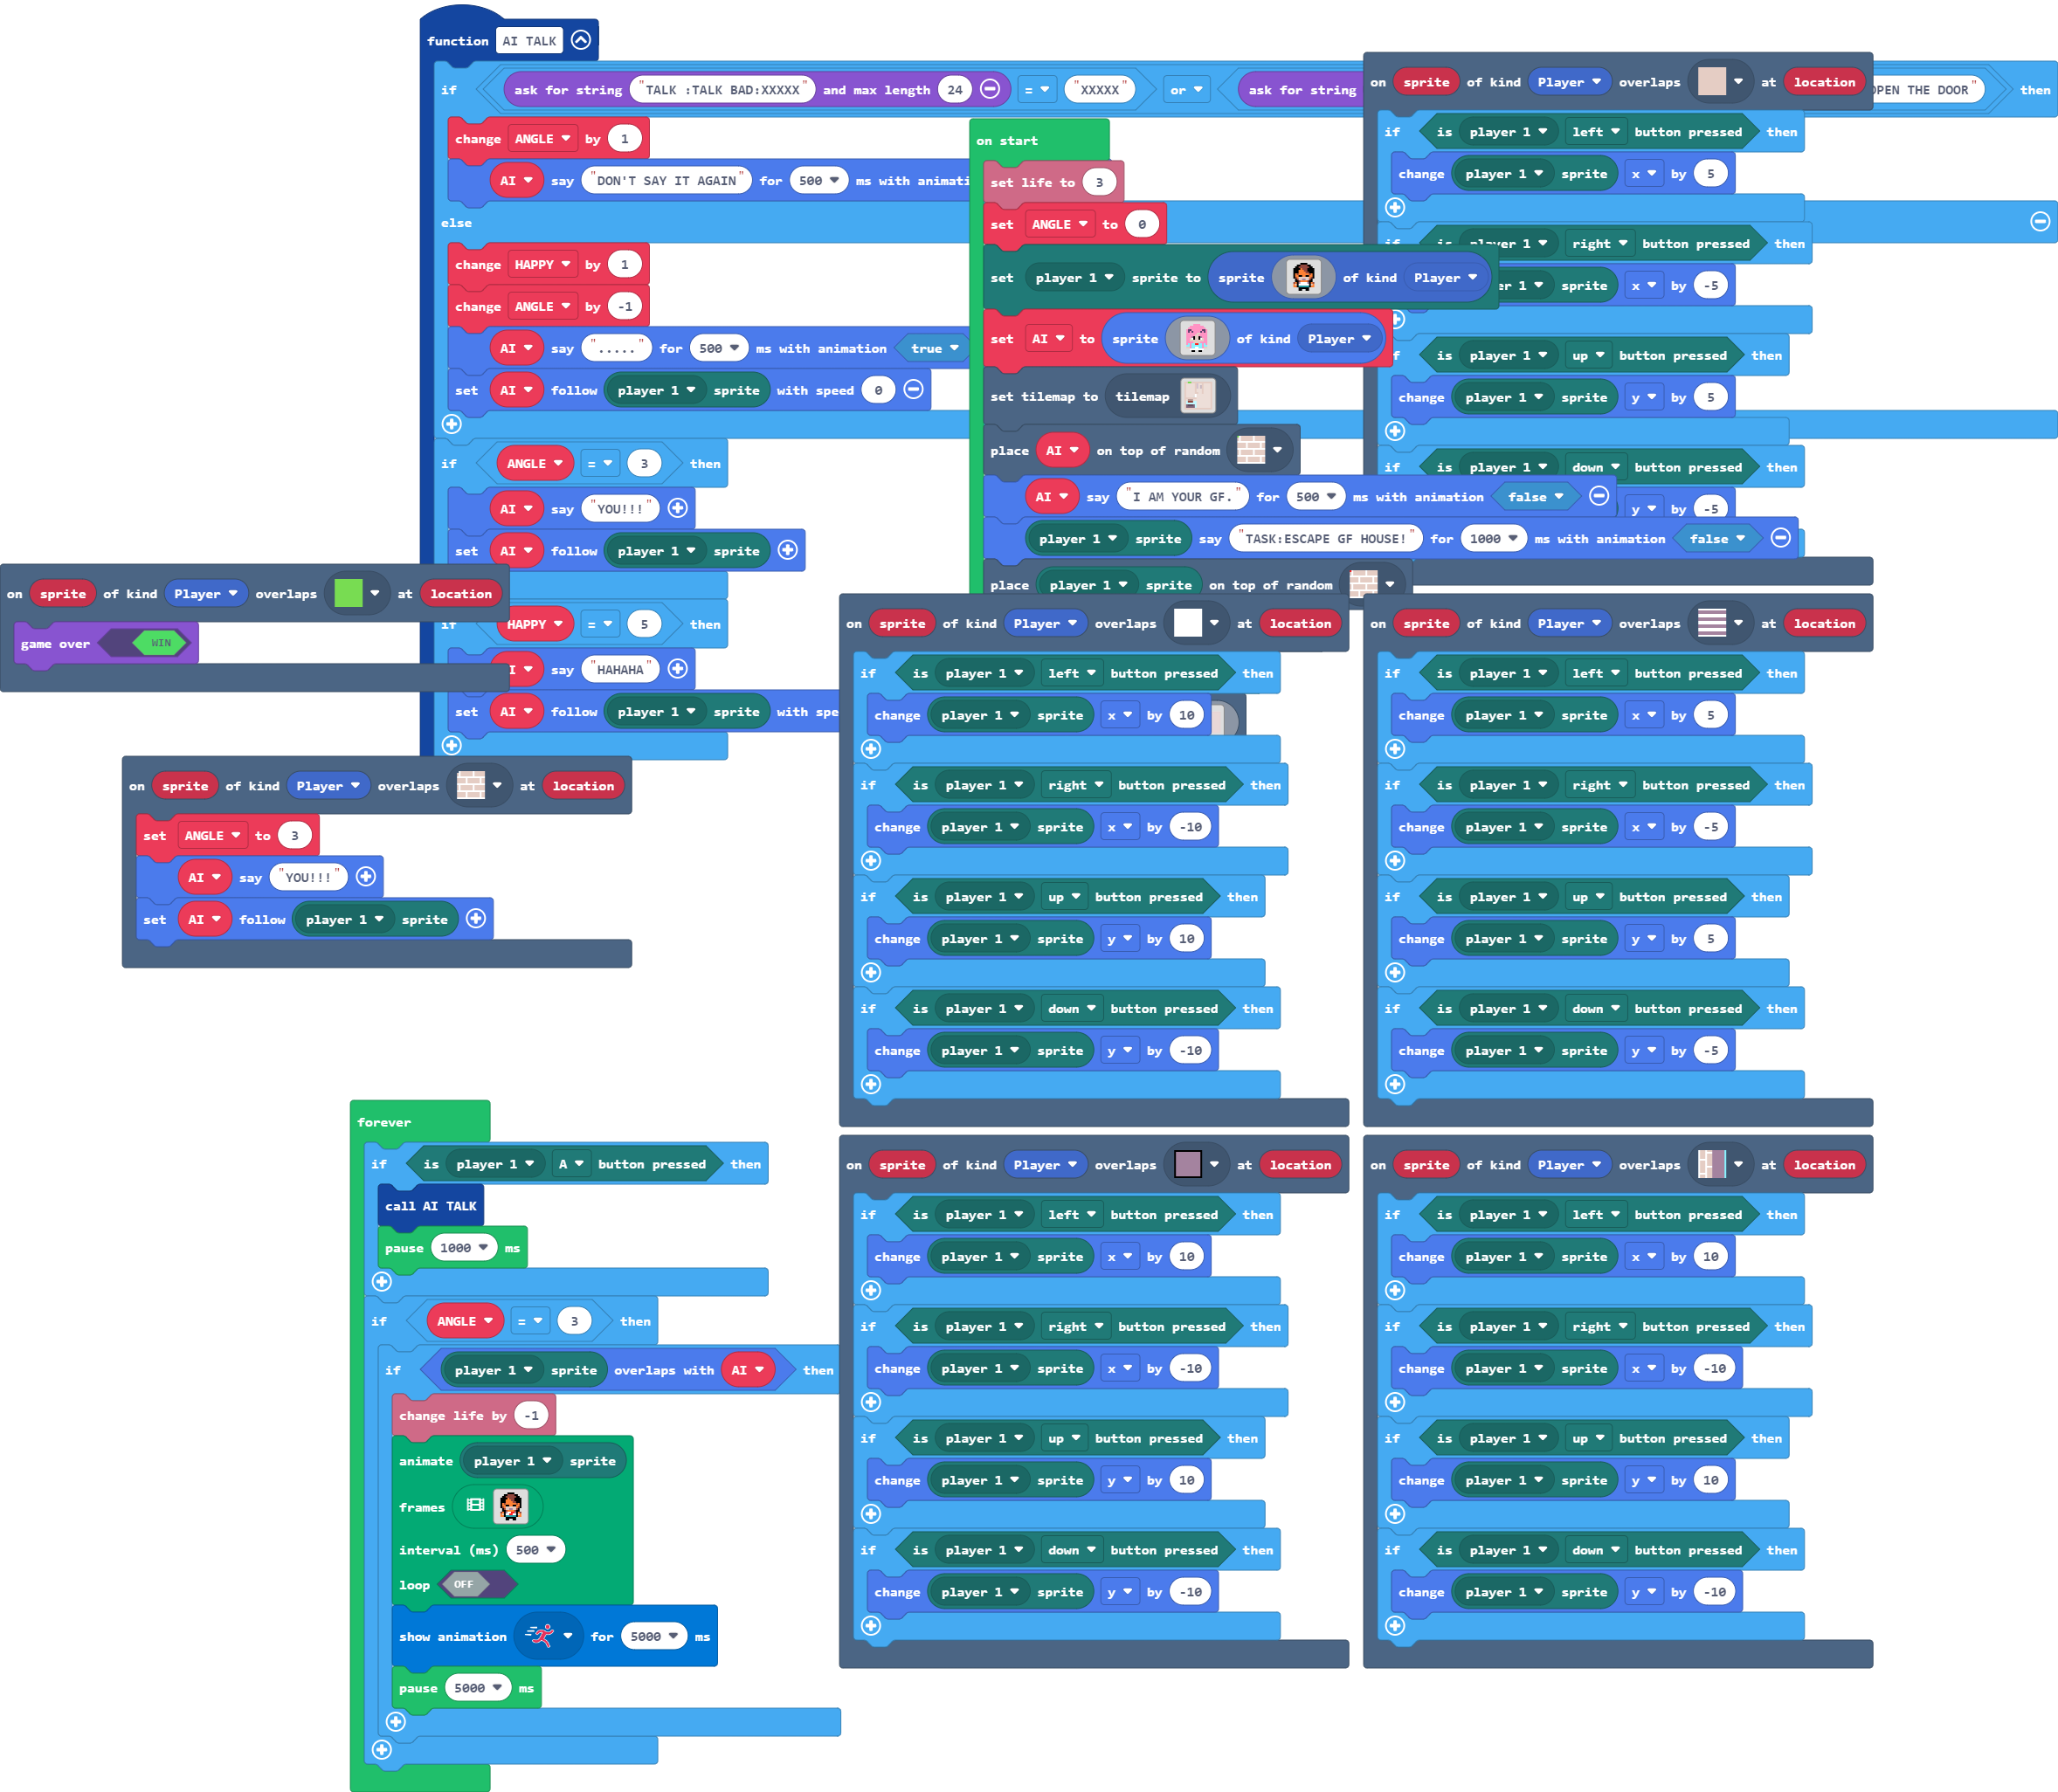 function AI TALK
if ask for string "TALK :TALK BAD:XXXXX" and max length 24 = "XXXXX" or ask for string OPEN THE DOOR" then
change ANGLE by 1
AI say "DON'T SAY IT AGAIN" for 500 ms with animati
else
change HAPPY by 1
change ANGLE by -1
AI say "....." for 500 ms with animation true
set AI follow player 1 sprite with speed 0
if ANGLE = 3 then
AI say "YOU!!!"
set AI follow player 1 sprite
if HAPPY = 5 then
say "HAHAHA"
set AI follow player 1 sprite with spe
on start
set life to 3
set ANGLE to 0
set player 1 sprite to sprite of kind Player
set AI to sprite of kind Player
set tilemap to tilemap
place AI on top of random
AI say "I AM YOUR GF." for 500 ms with animation false
player 1 sprite say "TASK:ESCAPE GF HOUSE!" for 1000 ms with animation false
place player 1 sprite on top of random
on sprite of kind Player overlaps at location
if is player 1 left button pressed then
change player 1 sprite x by 5
if is player 1 right button pressed then
er 1 sprite x by -5
if is player 1 up button pressed then
change player 1 sprite y by 5
if is player 1 down button pressed then
y by -5
on sprite of kind Player overlaps at location
game over WIN
on sprite of kind Player overlaps at location
set ANGLE to 3
AI say "YOU!!!"
set AI follow player 1 sprite
on sprite of kind Player overlaps at location
if is player 1 left button pressed then
change player 1 sprite x by 10
if is player 1 right button pressed then
change player 1 sprite x by -10
if is player 1 up button pressed then
change player 1 sprite y by 10
if is player 1 down button pressed then
change player 1 sprite y by -10
on sprite of kind Player overlaps at location
if is player 1 left button pressed then
change player 1 sprite x by 5
if is player 1 right button pressed then
change player 1 sprite x by -5
if is player 1 up button pressed then
change player 1 sprite y by 5
if is player 1 down button pressed then
change player 1 sprite y by -5
forever
if is player 1 A button pressed then
call AI TALK
pause 1000 ms
if ANGLE = 3 then
if player 1 sprite overlaps with AI then
change life by -1
animate player 1 sprite
frames
interval (ms) 500
loop OFF
show animation for 5000 ms
pause 5000 ms
on sprite of kind Player overlaps at location
if is player 1 left button pressed then
change player 1 sprite x by 10
if is player 1 right button pressed then
change player 1 sprite x by -10
if is player 1 up button pressed then
change player 1 sprite y by 10
if is player 1 down button pressed then
change player 1 sprite y by -10
on sprite of kind Player overlaps at location
if is player 1 left button pressed then
change player 1 sprite x by 10
if is player 1 right button pressed then
change player 1 sprite x by -10
if is player 1 up button pressed then
change player 1 sprite y by 10
if is player 1 down button pressed then
change player 1 sprite y by -10